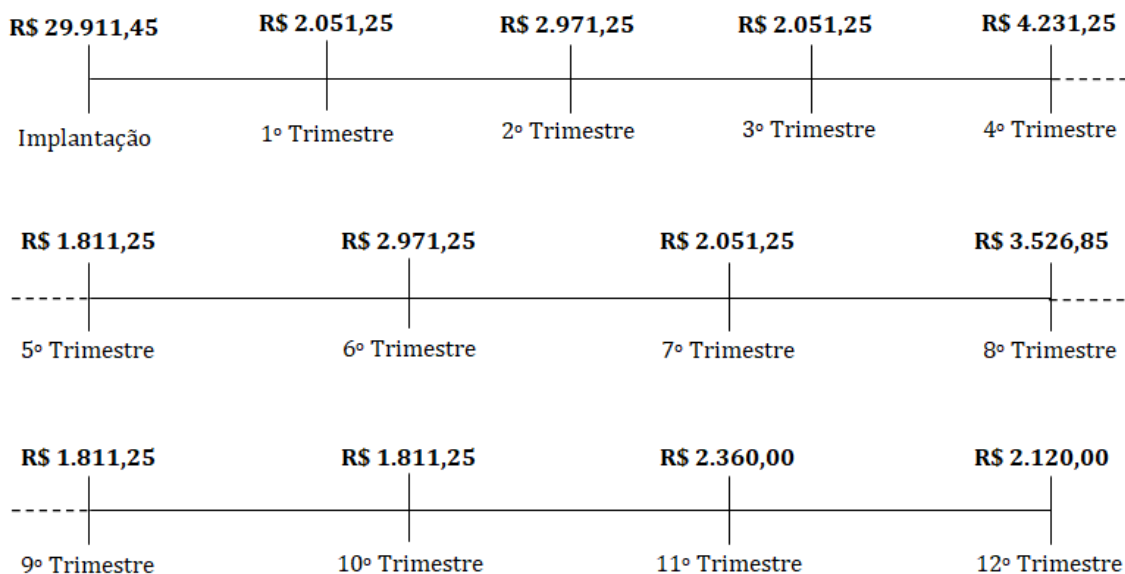 R$ 29.911,45 R$ 2.051,25 R$ 2.971,25 R$ 2.051,25 R$ 4.231,25
Implantação 1º Trimestre 2º Trimestre 3º Trimestre 4º Trimestre
R$ 1.811,25 R$ 2.971,25 R$ 2.051,25 R$ 3.526,85
5º Trimestre 6º Trimestre 7º Trimestre 8º Trimestre
R$ 1.811,25 R$ 1.811,25 R$ 2.360,00 R$ 2.120,00
9º Trimestre 10º Trimestre 11º Trimestre 12º Trimestre